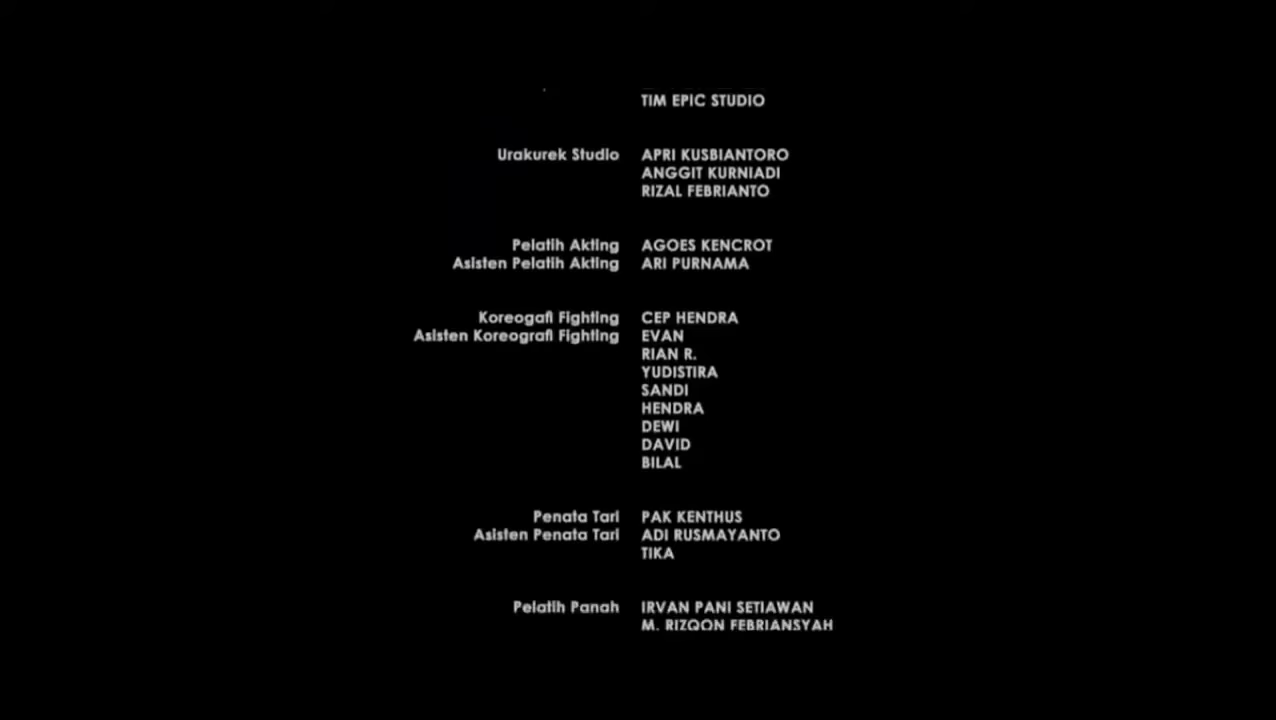 TIM EPIC STUDIO
Urakurek Studio APRI KUSBIANTORO
ANGGIT KURNIADI
RIZAL FEBRIANTO
Pelatih Akting AGOES KENCROT
Asisten Pelatih Akting ARI PURNAMA
Koreogafi Fighting CEP HENDRA
Asisten Koreografi Fighting EVAN
RIAN R.
YUDISTIRA
SANDI
HENDRA
DEWI
DAVID
BILAL
Penata Tari PAK KENTHUS
Asisten Penata Tari ADI RUSMAYANTO
TIKA
Pelatih Panah IRVAN PANI SETIAWAN
M. RIZQON FEBRIANSYAH